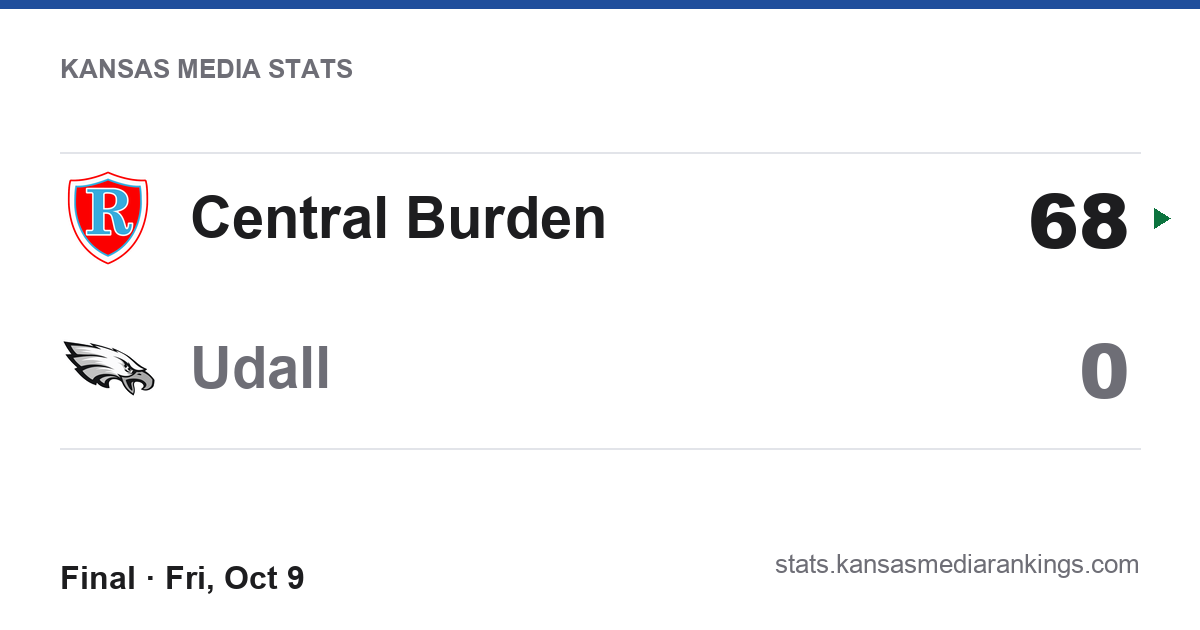 KANSAS MEDIA STATS
R
Central Burden 68
Udall 0
Final · Fri, Oct 9
stats.kansasmediarankings.com